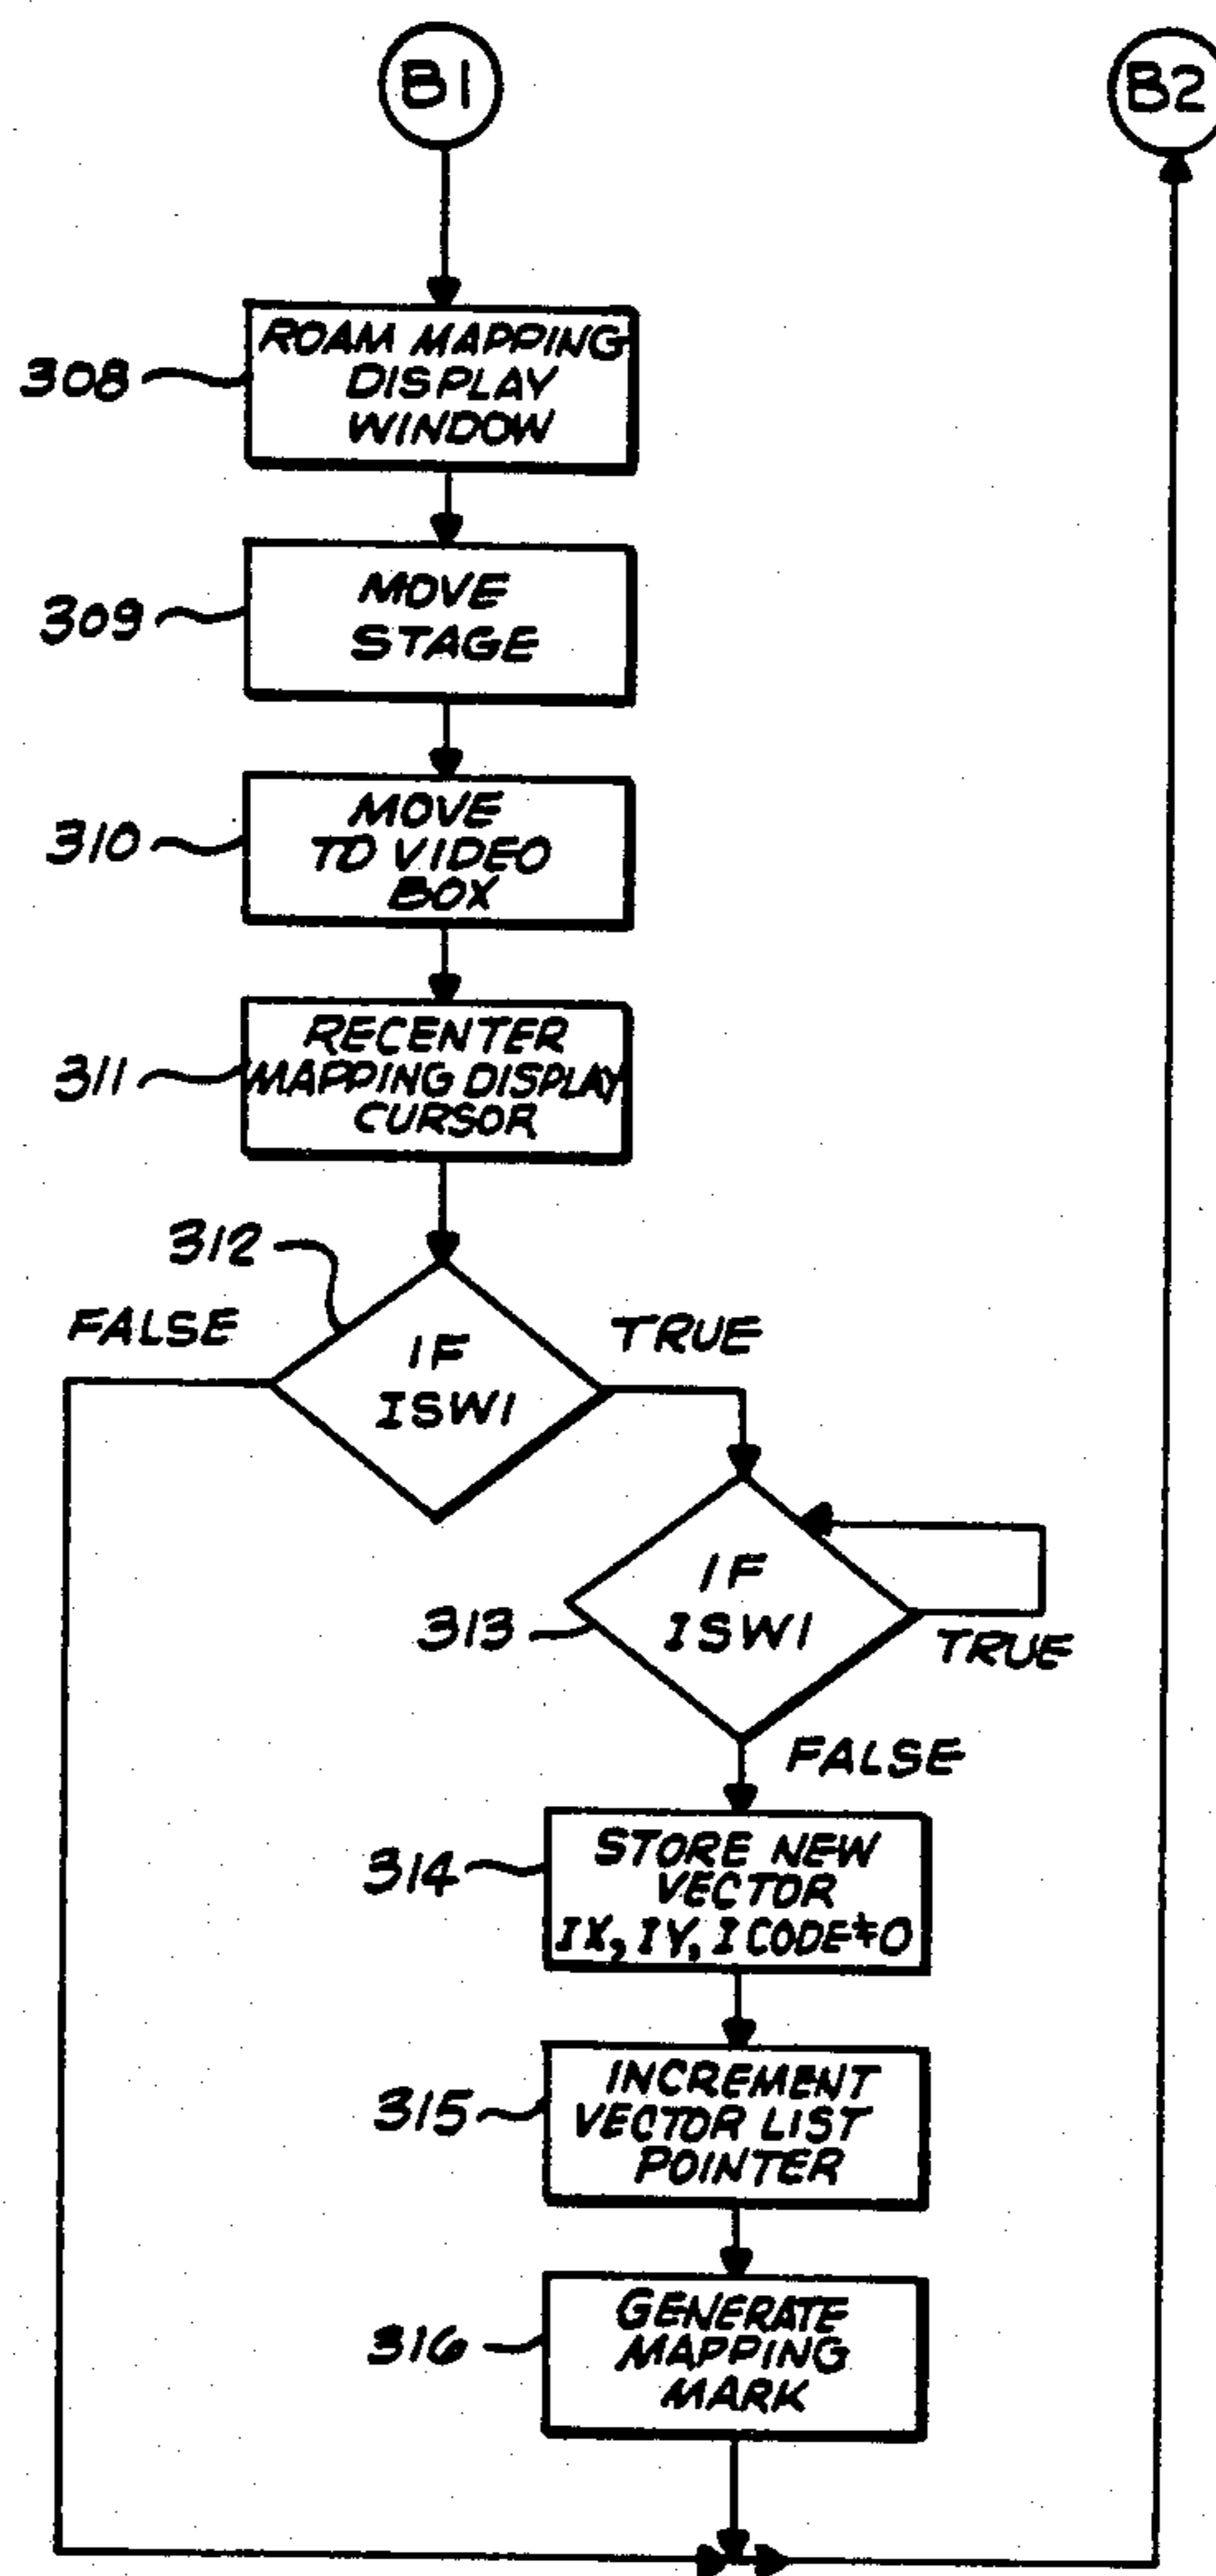 B1
B2
ROAM MAPPING
DISPLAY
WINDOW
308
MOVE
STAGE
309
MOVE
TO VIDEO
BOX
310
RECENTER
MAPPING DISPLAY
CURSOR
311
312
FALSE
TRUE
IF
ISW1
IF
ISW1
313
TRUE
FALSE
STORE NEW
VECTOR
IX, IY, I CODE≠0
314
INCREMENT
VECTOR LIST
POINTER
315
GENERATE
MAPPING
MARK
316